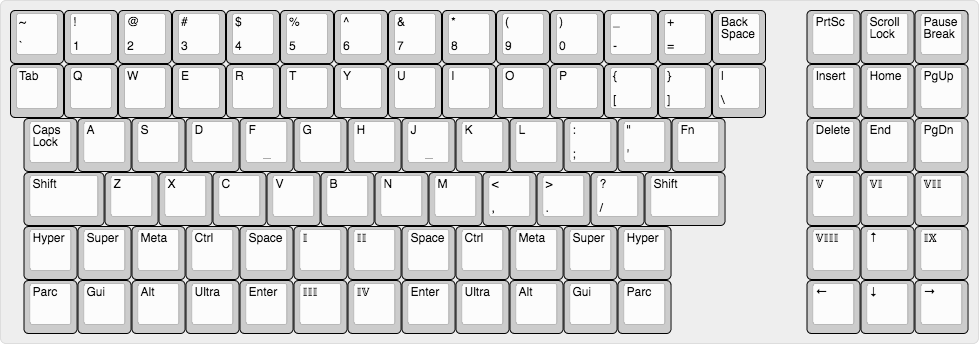 ~ ! @ # $ % ^ & * ( ) _ + Back Space PrtSc Scroll Lock Pause Break
` 1 2 3 4 5 6 7 8 9 0 - =
Tab Q W E R T Y U I O P { } | Insert Home PgUp
[ ] \
Caps Lock A S D F G H J K L : " Fn Delete End PgDn
_ _ ; '
Shift Z X C V B N M < > ? Shift 𝕍 𝕍𝕀 𝕍𝕀𝕀
, . /
Hyper Super Meta Ctrl Space 𝕀 𝕀𝕀 Space Ctrl Meta Super Hyper 𝕍𝕀𝕀𝕀 ↑ 𝕀𝕏
Parc Gui Alt Ultra Enter 𝕀𝕀𝕀 𝕀𝕍 Enter Ultra Alt Gui Parc ← ↓ →